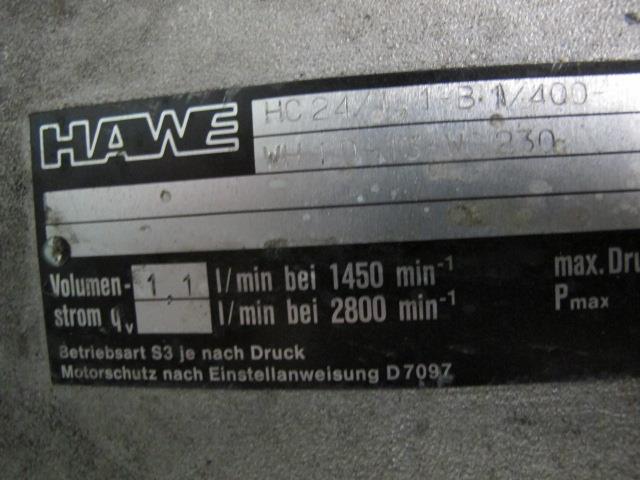 HAWE
HC 24/1,1-B 1/400-
WH 1 D-
230
Volumen- 1,1 l/min bei 1450 min-1
strom qv l/min bei 2800 min-1
max.Dru
Pmax
Betriebsart S3 je nach Druck
Motorschutz nach Einstellanweisung D7097